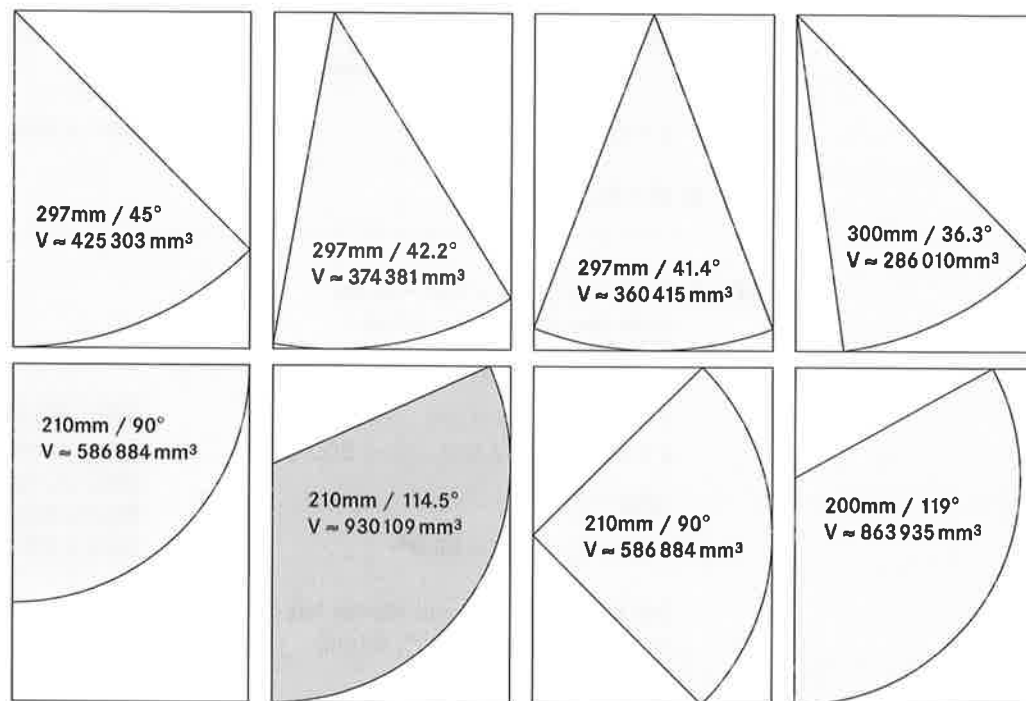 297mm / 45°
V ≈ 425 303 mm³
297mm / 42.2°
V ≈ 374 381 mm³
297mm / 41.4°
V ≈ 360 415 mm³
300mm / 36.3°
V ≈ 286 010mm³
210mm / 90°
V ≈ 586 884 mm³
210mm / 114.5°
V ≈ 930 109 mm³
210mm / 90°
V ≈ 586 884 mm³
200mm / 119°
V ≈ 863 935 mm³